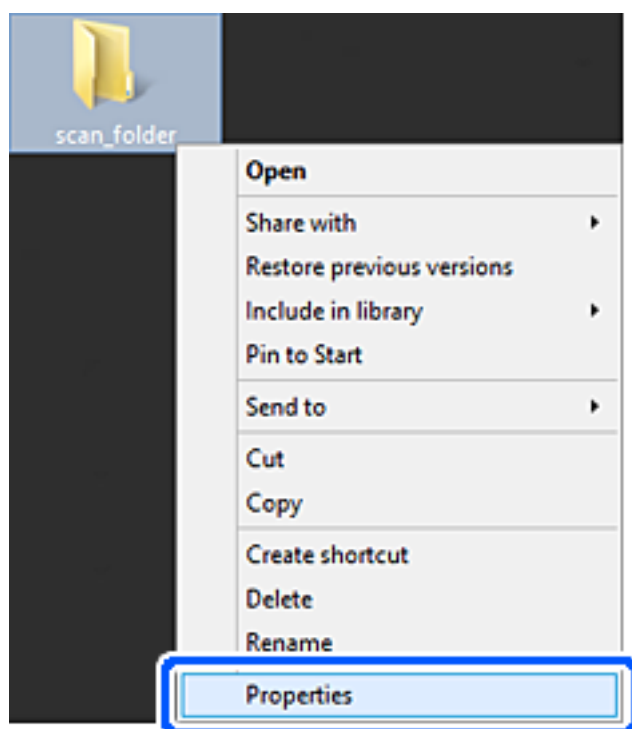 scan_folder
Open
Share with
Restore previous versions
Include in library
Pin to Start
Send to
Cut
Copy
Create shortcut
Delete
Rename
Properties